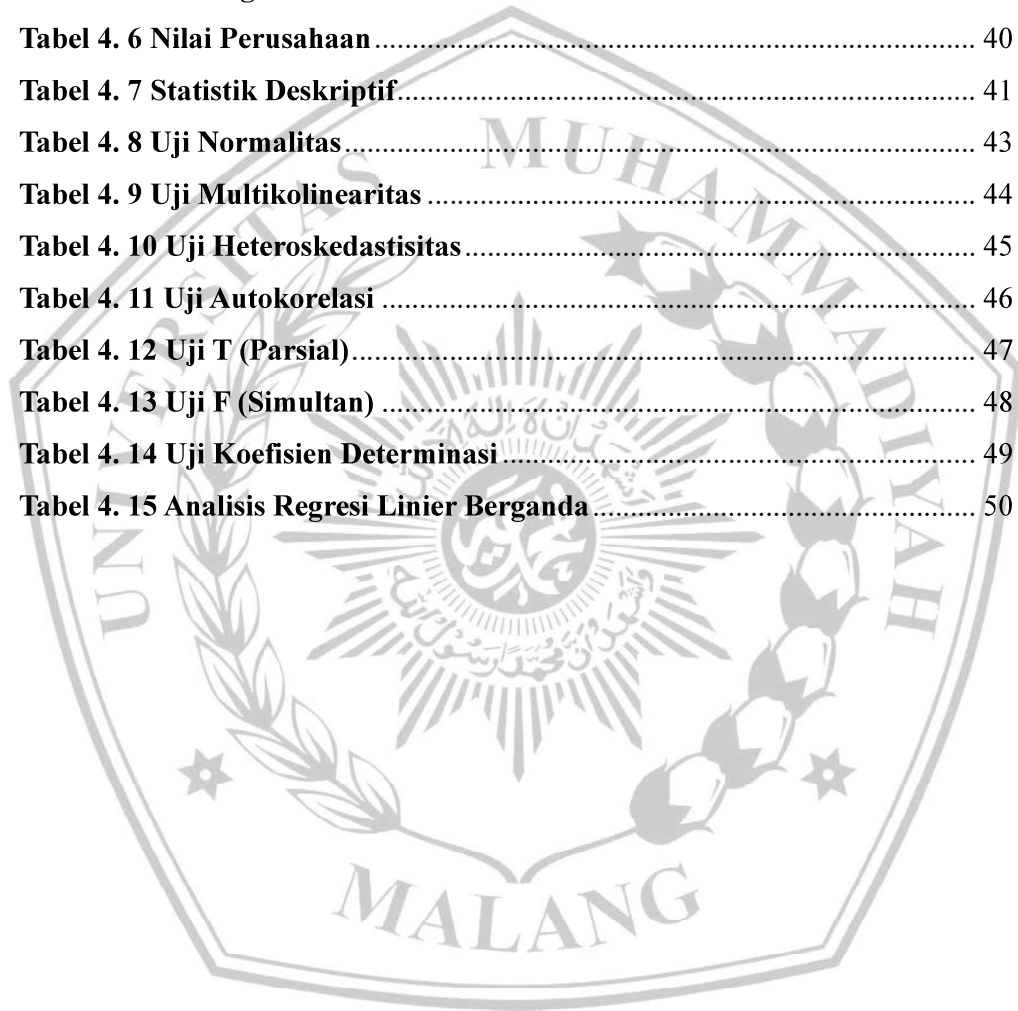 Tabel 4. 6 Nilai Perusahaan ........................................................................... 40
Tabel 4. 7 Statistik Deskriptif........................................................................ 41
Tabel 4. 8 Uji Normalitas ............................................................................... 43
Tabel 4. 9 Uji Multikolinearitas .................................................................... 44
Tabel 4. 10 Uji Heteroskedastisitas ............................................................... 45
Tabel 4. 11 Uji Autokorelasi .......................................................................... 46
Tabel 4. 12 Uji T (Parsial) .............................................................................. 47
Tabel 4. 13 Uji F (Simultan) .......................................................................... 48
Tabel 4. 14 Uji Koefisien Determinasi .......................................................... 49
Tabel 4. 15 Analisis Regresi Linier Berganda ............................................... 50
UNIVERSITAS MUHAMMADIYAH
MALANG